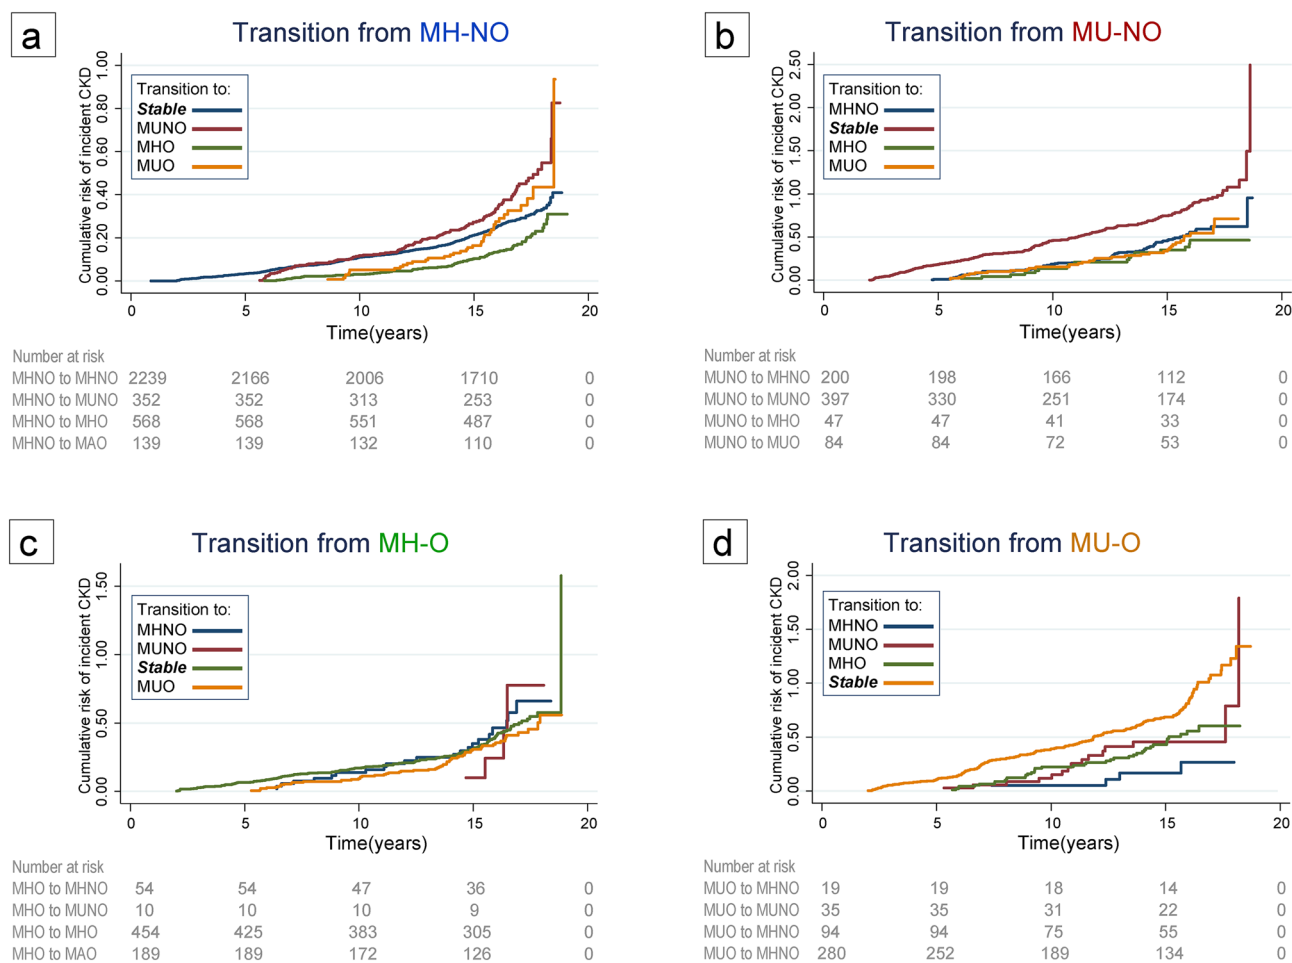 a
Transition from MH-NO
Cumulative risk of incident CKD
1.00
0.80
0.60
0.40
0.20
0.00
Transition to:
Stable
MUNO
MHO
MUO
0 5 10 15 20
Time(years)
Number at risk
MHNO to MHNO 2239 2166 2006 1710 0
MHNO to MUNO 352 352 313 253 0
MHNO to MHO 568 568 551 487 0
MHNO to MAO 139 139 132 110 0
b
Transition from MU-NO
Cumulative risk of incident CKD
2.50
2.00
1.50
1.00
0.50
0.00
Transition to:
MHNO
Stable
MHO
MUO
0 5 10 15 20
Time(years)
Number at risk
MUNO to MHNO 200 198 166 112 0
MUNO to MUNO 397 330 251 174 0
MUNO to MHO 47 47 41 33 0
MUNO to MUO 84 84 72 53 0
c
Transition from MH-O
Cumulative risk of incident CKD
1.50
1.00
0.50
0.00
Transition to:
MHNO
MUNO
Stable
MUO
0 5 10 15 20
Time(years)
Number at risk
MHO to MHNO 54 54 47 36 0
MHO to MUNO 10 10 10 9 0
MHO to MHO 454 425 383 305 0
MHO to MAO 189 189 172 126 0
d
Transition from MU-O
Cumulative risk of incident CKD
2.00
1.50
1.00
0.50
0.00
Transition to:
MHNO
MUNO
MHO
Stable
0 5 10 15 20
Time(years)
Number at risk
MUO to MHNO 19 19 18 14 0
MUO to MUNO 35 35 31 22 0
MUO to MHNO 94 94 75 55 0
MUO to MHNO 280 252 189 134 0